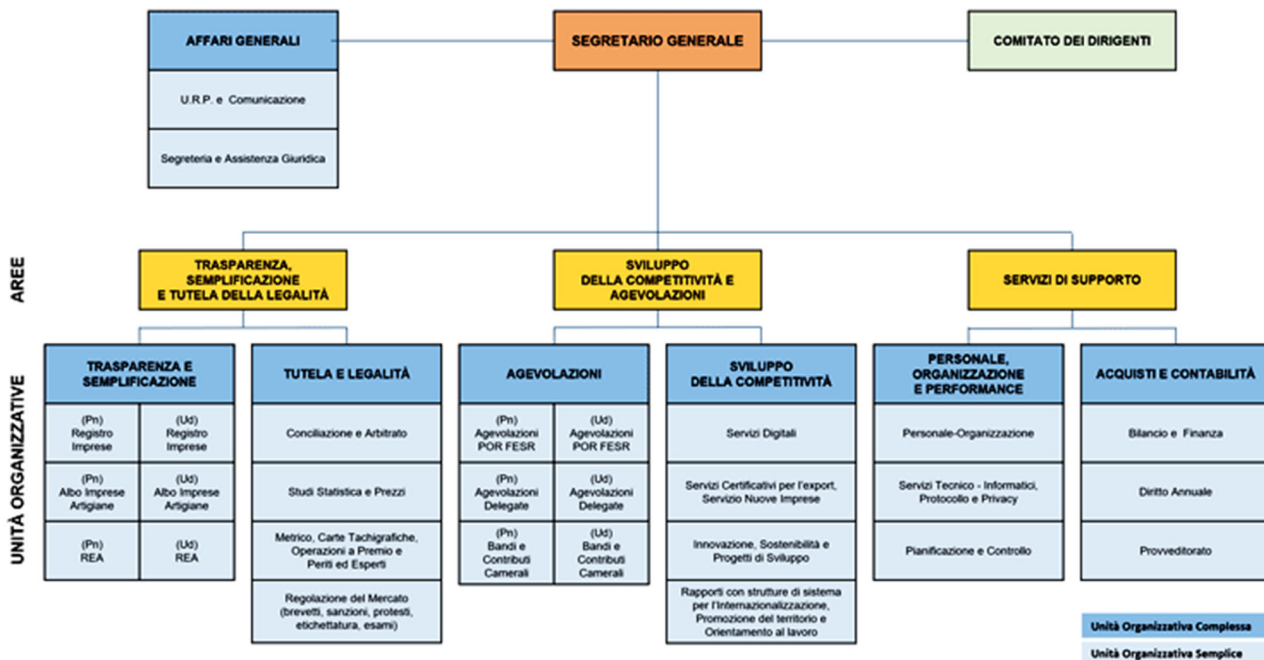 AFFARI GENERALI
SEGRETARIO GENERALE
COMITATO DEI DIRIGENTI
U.R.P. e Comunicazione
Segreteria e Assistenza Giuridica
AREE
TRASPARENZA,
SEMPLIFICAZIONE
E TUTELA DELLA LEGALITÀ
SVILUPPO
DELLA COMPETITIVITÀ E
AGEVOLAZIONI
SERVIZI DI SUPPORTO
UNITÀ ORGANIZZATIVE
TRASPARENZA E
SEMPLIFICAZIONE
(Pn)
Registro
Imprese
(Ud)
Registro
Imprese
(Pn)
Albo Imprese
Artigiane
(Ud)
Albo Imprese
Artigiane
(Pn)
REA
(Ud)
REA
TUTELA E LEGALITÀ
Conciliazione e Arbitrato
Studi Statistica e Prezzi
Metrico, Carte Tachigrafiche,
Operazioni a Premio e
Periti ed Esperti
Regolazione del Mercato
(brevetti, sanzioni, protesti,
etichettatura, esami)
AGEVOLAZIONI
(Pn)
Agevolazioni
POR FESR
(Ud)
Agevolazioni
POR FESR
(Pn)
Agevolazioni
Delegate
(Ud)
Agevolazioni
Delegate
(Pn)
Bandi e
Contributi
Camerali
(Ud)
Bandi e
Contributi
Camerali
SVILUPPO
DELLA COMPETITIVITÀ
Servizi Digitali
Servizi Certificativi per l'export,
Servizio Nuove Imprese
Innovazione, Sostenibilità e
Progetti di Sviluppo
Rapporti con strutture di sistema
per l'Internazionalizzazione,
Promozione del territorio e
Orientamento al lavoro
PERSONALE,
ORGANIZZAZIONE
E PERFORMANCE
Personale-Organizzazione
Servizi Tecnico - Informatici,
Protocollo e Privacy
Pianificazione e Controllo
ACQUISTI E CONTABILITÀ
Bilancio e Finanza
Diritto Annuale
Provveditorato
Unità Organizzativa Complessa
Unità Organizzativa Semplice